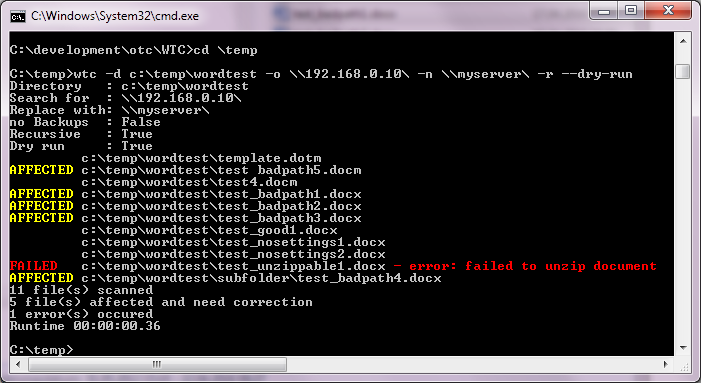 C:\Windows\System32\cmd.exe
C:\development\otc\WTC>cd \temp
C:\temp>wtc -d c:\temp\wordtest -o \\192.168.0.10\ -n \\myserver\ -r --dry-run
Directory   : c:\temp\wordtest
Search for  : \\192.168.0.10\
Replace with: \\myserver\
no Backups  : False
Recursive   : True
Dry run     : True
         c:\temp\wordtest\template.dotm
AFFECTED c:\temp\wordtest\test_badpath5.docm
         c:\temp\wordtest\test4.docm
AFFECTED c:\temp\wordtest\test_badpath1.docx
AFFECTED c:\temp\wordtest\test_badpath2.docx
AFFECTED c:\temp\wordtest\test_badpath3.docx
         c:\temp\wordtest\test_good1.docx
         c:\temp\wordtest\test_nosettings1.docx
         c:\temp\wordtest\test_nosettings2.docx
FAILED   c:\temp\wordtest\test_unzippable1.docx - error: failed to unzip document
AFFECTED c:\temp\wordtest\subfolder\test_badpath4.docx
11 file(s) scanned
5 file(s) affected and need correction
1 error(s) occured
Runtime 00:00:00.36
C:\temp>